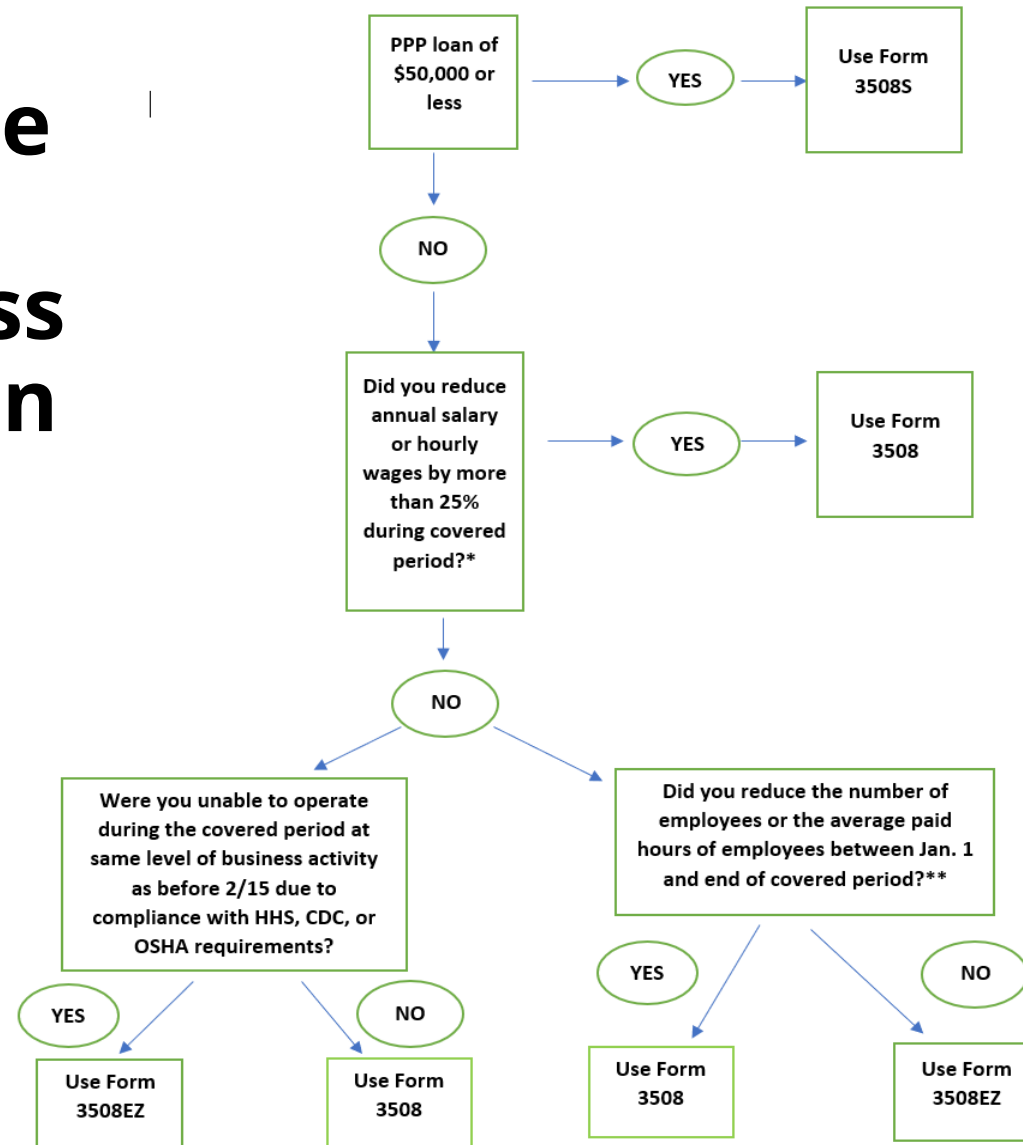 e
ss
n
PPP loan of
$50,000 or
less
YES
Use Form
3508S
NO
Did you reduce
annual salary
or hourly
wages by more
than 25%
during covered
period?*
YES
Use Form
3508
NO
Were you unable to operate
during the covered period at
same level of business activity
as before 2/15 due to
compliance with HHS, CDC, or
OSHA requirements?
Did you reduce the number of
employees or the average paid
hours of employees between Jan. 1
and end of covered period?**
YES
NO
YES
NO
Use Form
3508EZ
Use Form
3508
Use Form
3508
Use Form
3508EZ